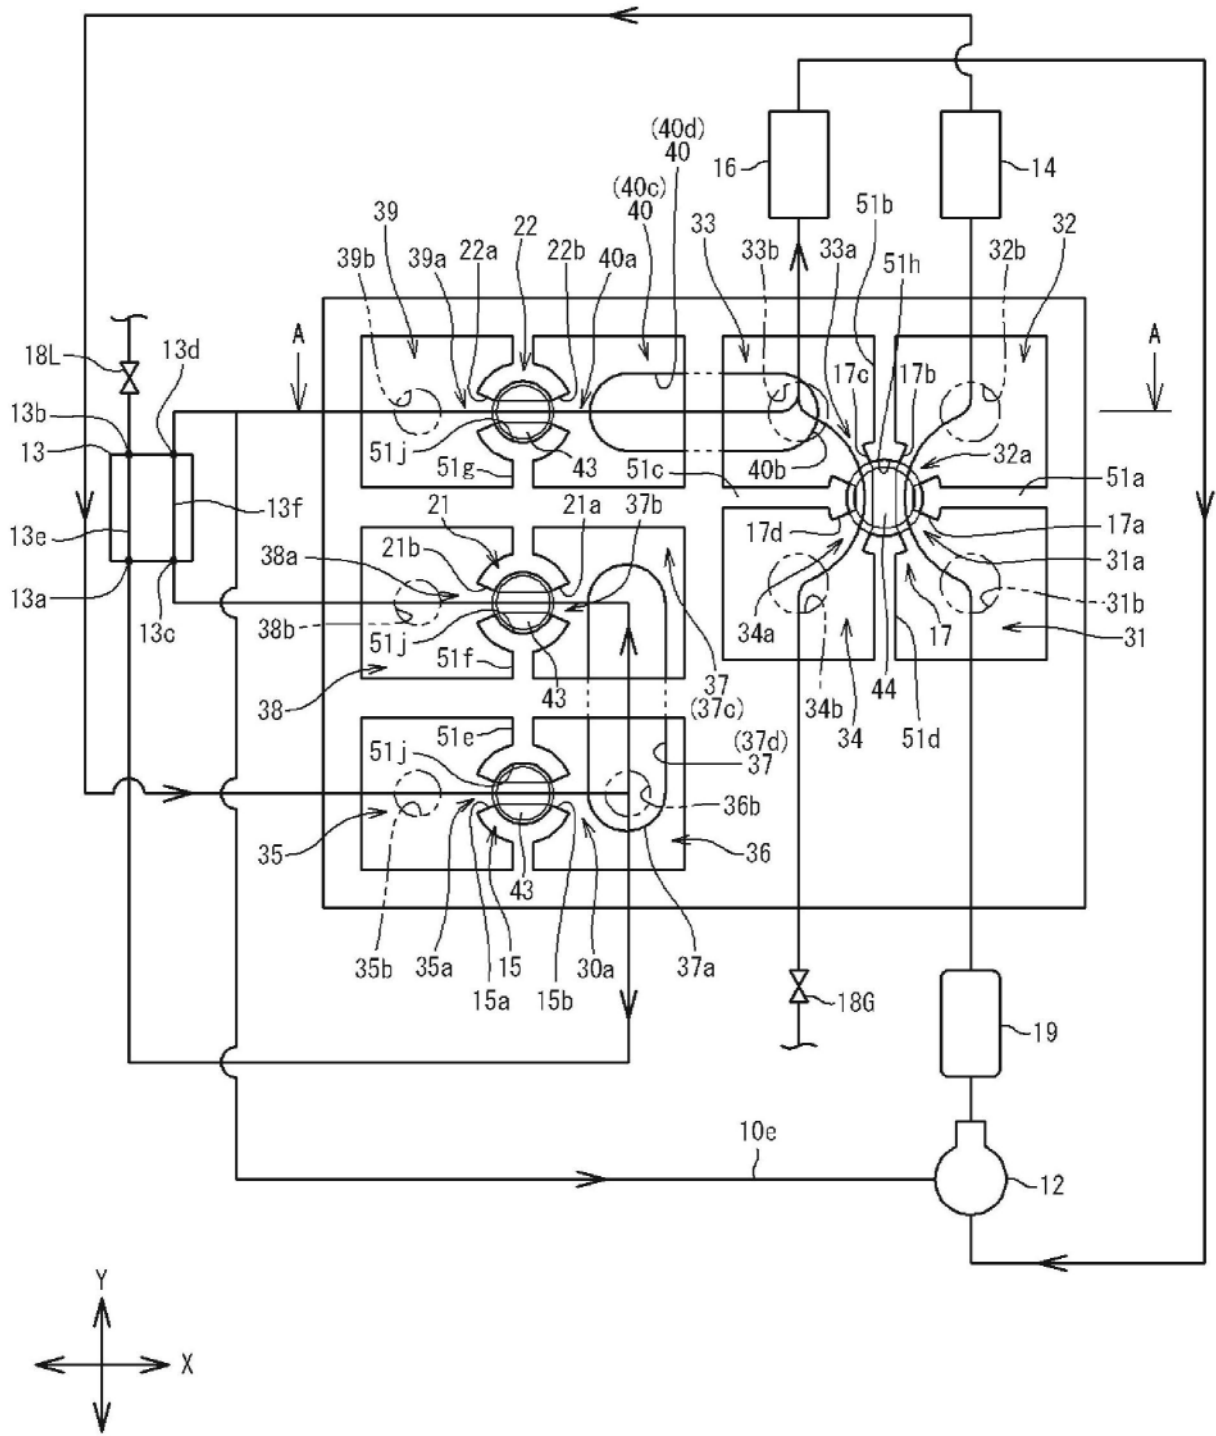 (40d)
40
16
14
(40c)
40
51b
39
22
33
33a
32
22a
22b
33b
51h
32b
39b
39a
40a
18L
13d
A
A
17c
17b
13b
13
51j
43
40b
32a
51g
51c
51a
13f
21
21a
37b
13e
21b
17d
17a
38a
31a
13a
13c
38b
34a
17
31b
51j
31
51f
43
37
(37c)
44
38
34b
34
51d
51e
(37d)
37
51j
36b
35
36
43
35b
35a
15
30a
37a
15a
15b
18G
19
10e
12
Y
X